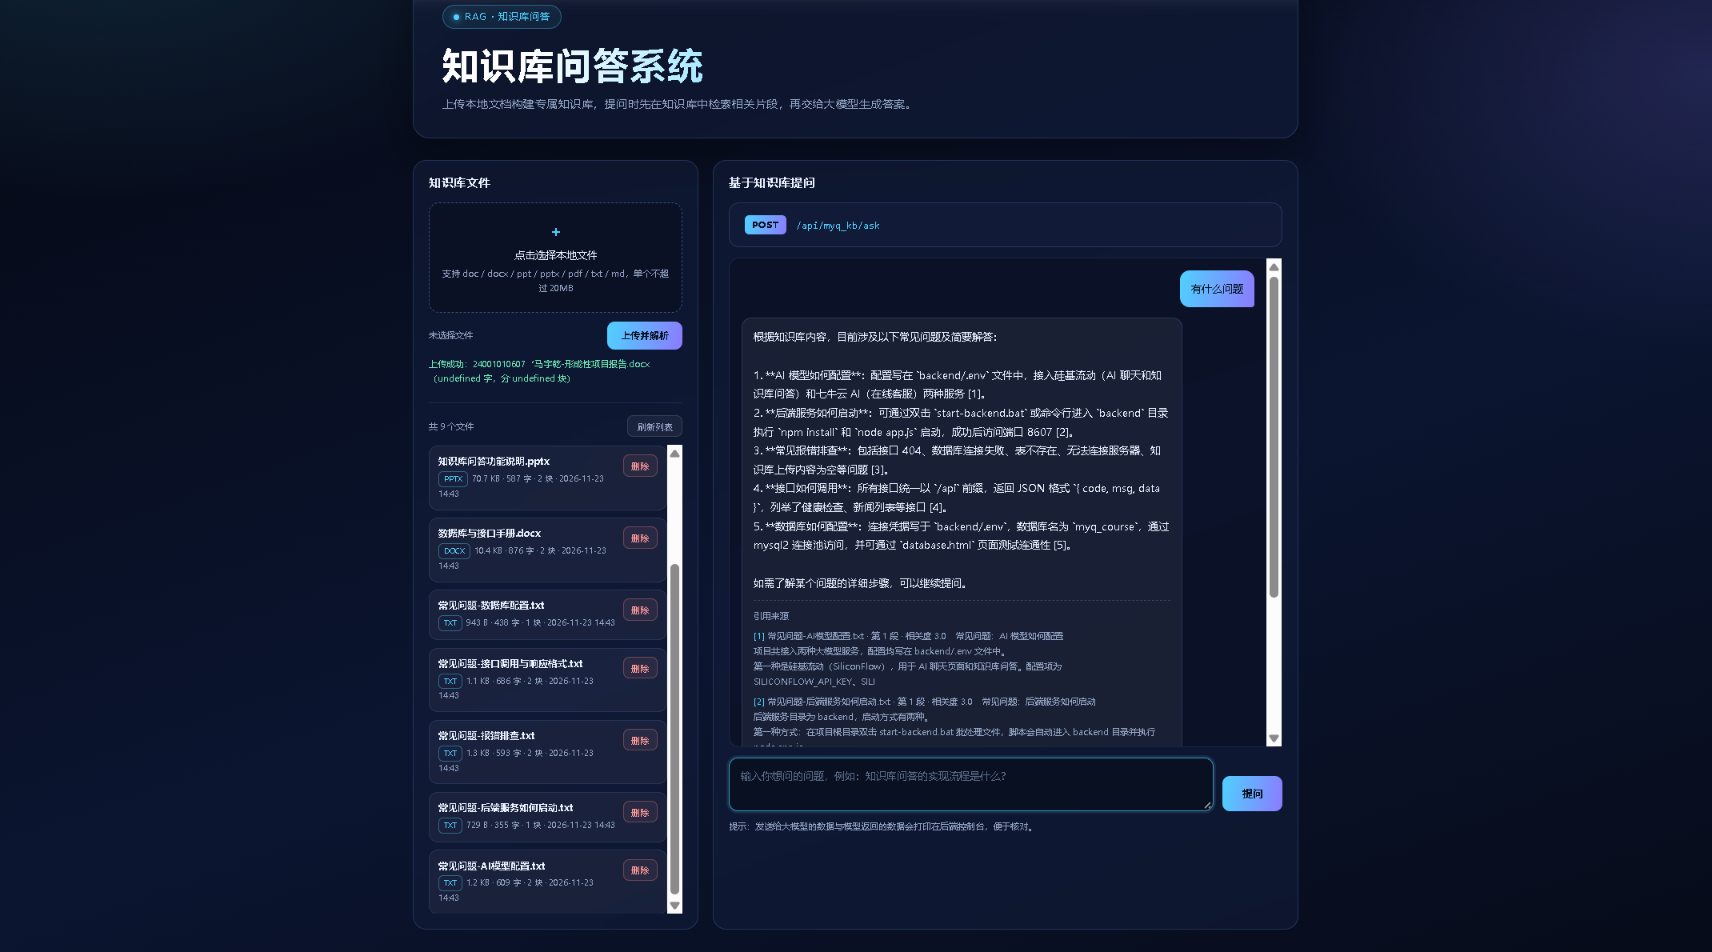 RAG · 知识库问答
知识库问答系统
上传本地文档构建专属知识库，提问时先在知识库中检索相关片段，再交给大模型生成答案。
知识库文件
+
点击选择本地文件
支持 doc / docx / ppt / pptx / pdf / txt / md，单个不超
过 20MB
未选择文件
上传并解析
上传成功：24001010607 '马宇乾-形成性项目报告.docx
（undefined 字，分 undefined 块）
共 9 个文件
刷新列表
知识库问答功能说明.pptx
PPTX 70.7 KB · 587 字 · 2 块 · 2026-11-23
14:43
删除
数据库与接口手册.docx
DOCX 10.4 KB · 876 字 · 2 块 · 2026-11-23
14:43
删除
常见问题-数据库配置.txt
TXT 943 B · 438 字 · 1 块 · 2026-11-23 14:43
删除
常见问题-接口调用与响应格式.txt
TXT 1.1 KB · 686 字 · 2 块 · 2026-11-23
14:43
删除
常见问题-报错排查.txt
TXT 1.3 KB · 593 字 · 2 块 · 2026-11-23
14:43
删除
常见问题-后端服务如何启动.txt
TXT 729 B · 355 字 · 1 块 · 2026-11-23 14:43
删除
常见问题-AI模型配置.txt
TXT 1.2 KB · 609 字 · 2 块 · 2026-11-23
14:43
删除
基于知识库提问
POST /api/myq_kb/ask
有什么问题
根据知识库内容，目前涉及以下常见问题及简要解答：
1. **AI 模型如何配置**：配置写在 `backend/.env` 文件中，接入硅基流动（AI 聊天和知
识库问答）和七牛云 AI（在线客服）两种服务 [1]。
2. **后端服务如何启动**：可通过双击 `start-backend.bat` 或命令行进入 `backend` 目录
执行 `npm install` 和 `node app.js` 启动，成功后访问端口 8607 [2]。
3. **常见报错排查**：包括接口 404、数据库连接失败、表不存在、无法连接服务器、知
识库上传内容为空等问题 [3]。
4. **接口如何调用**：所有接口统一以 `/api` 前缀，返回 JSON 格式 `{ code, msg, data
}`，列举了健康检查、新闻列表等接口 [4]。
5. **数据库如何配置**：连接凭据写于 `backend/.env`，数据库名为 `myq_course`，通过
mysql2 连接池访问，并可通过 `database.html` 页面测试连通性 [5]。
如需了解某个问题的详细步骤，可以继续提问。
引用来源
[1] 常见问题-AI模型配置.txt · 第 1 段 · 相关度 3.0 常见问题：AI 模型如何配置
项目共接入两种大模型服务，配置均写在 backend/.env 文件中。
第一种是硅基流动（SiliconFlow），用于 AI 聊天页面和知识库问答。配置项为
SILICONFLOW_API_KEY、SILI
[2] 常见问题-后端服务如何启动.txt · 第 1 段 · 相关度 3.0 常见问题：后端服务如何启动
后端服务目录为 backend，启动方式有两种。
第一种方式：在项目根目录双击 start-backend.bat 批处理文件，脚本会自动进入 backend 目录并执行
node app.js
输入你想问的问题，例如：知识库问答的实现流程是什么？
提问
提示：发送给大模型的数据与模型返回的数据会打印在后端控制台，便于核对。